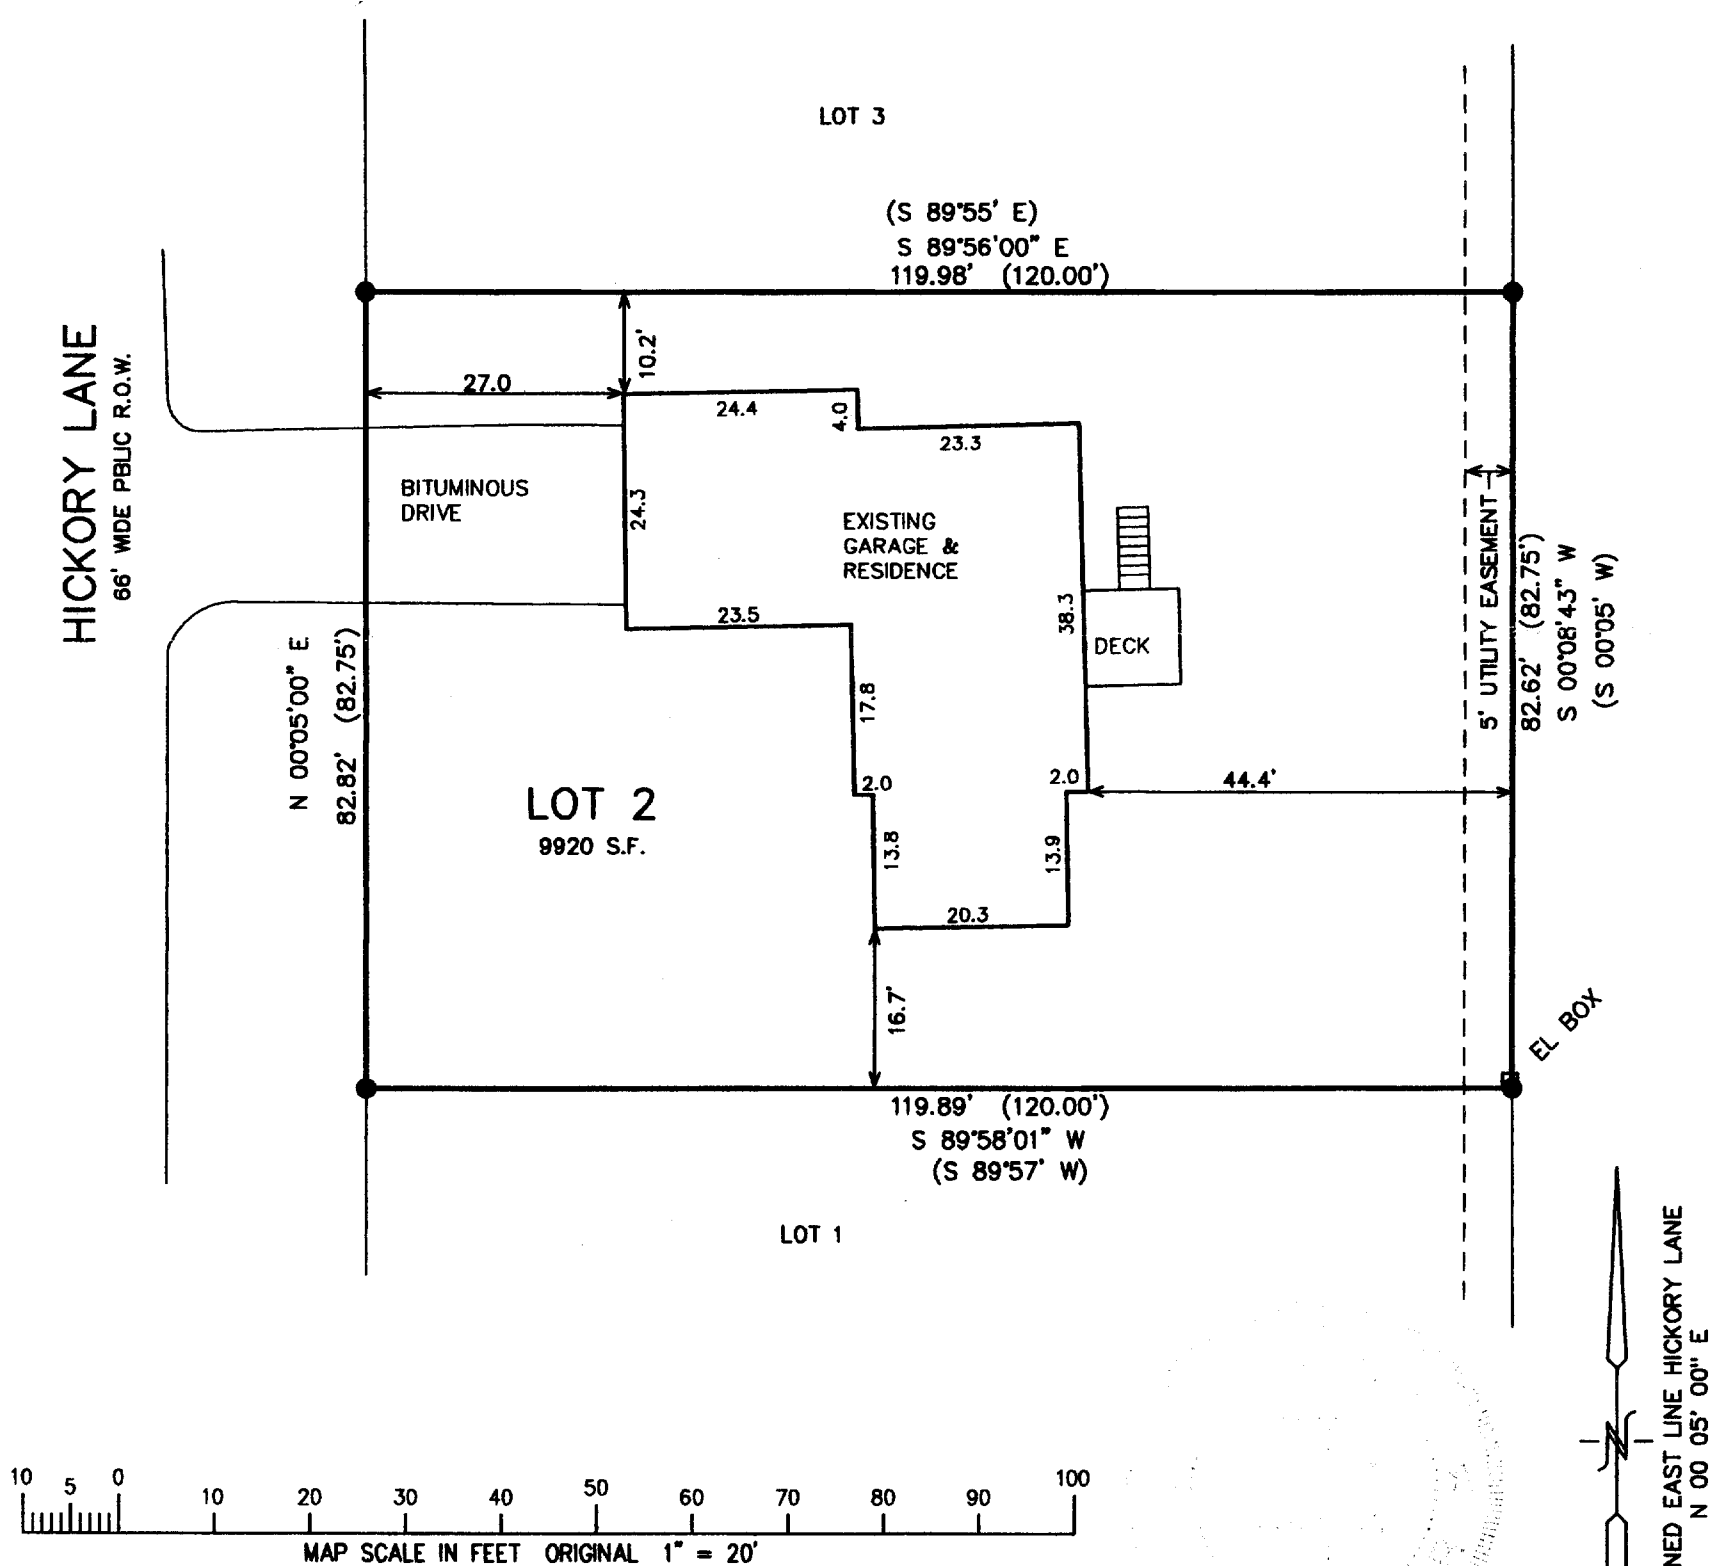 LOT 3
(S 89°55' E)
S 89°56'00" E
119.98' (120.00')
HICKORY LANE
66' WIDE PBLIC R.O.W.
10.2'
27.0
24.4
4.0
23.3
BITUMINOUS
DRIVE
24.3
EXISTING
GARAGE &
RESIDENCE
23.5
38.3
DECK
5' UTILITY EASEMENT
82.62' (82.75')
S 00°08'43" W
(S 00°05' W)
N 00°05'00" E
82.82' (82.75')
17.8
2.0
2.0
44.4'
LOT 2
9920 S.F.
13.8
13.9
20.3
16.7'
EL BOX
119.89' (120.00')
S 89°58'01" W
(S 89°57' W)
LOT 1
N
NED EAST LINE HICKORY LANE
N 00 05' 00" E
10 5 0 10 20 30 40 50 60 70 80 90 100
MAP SCALE IN FEET ORIGINAL 1" = 20'